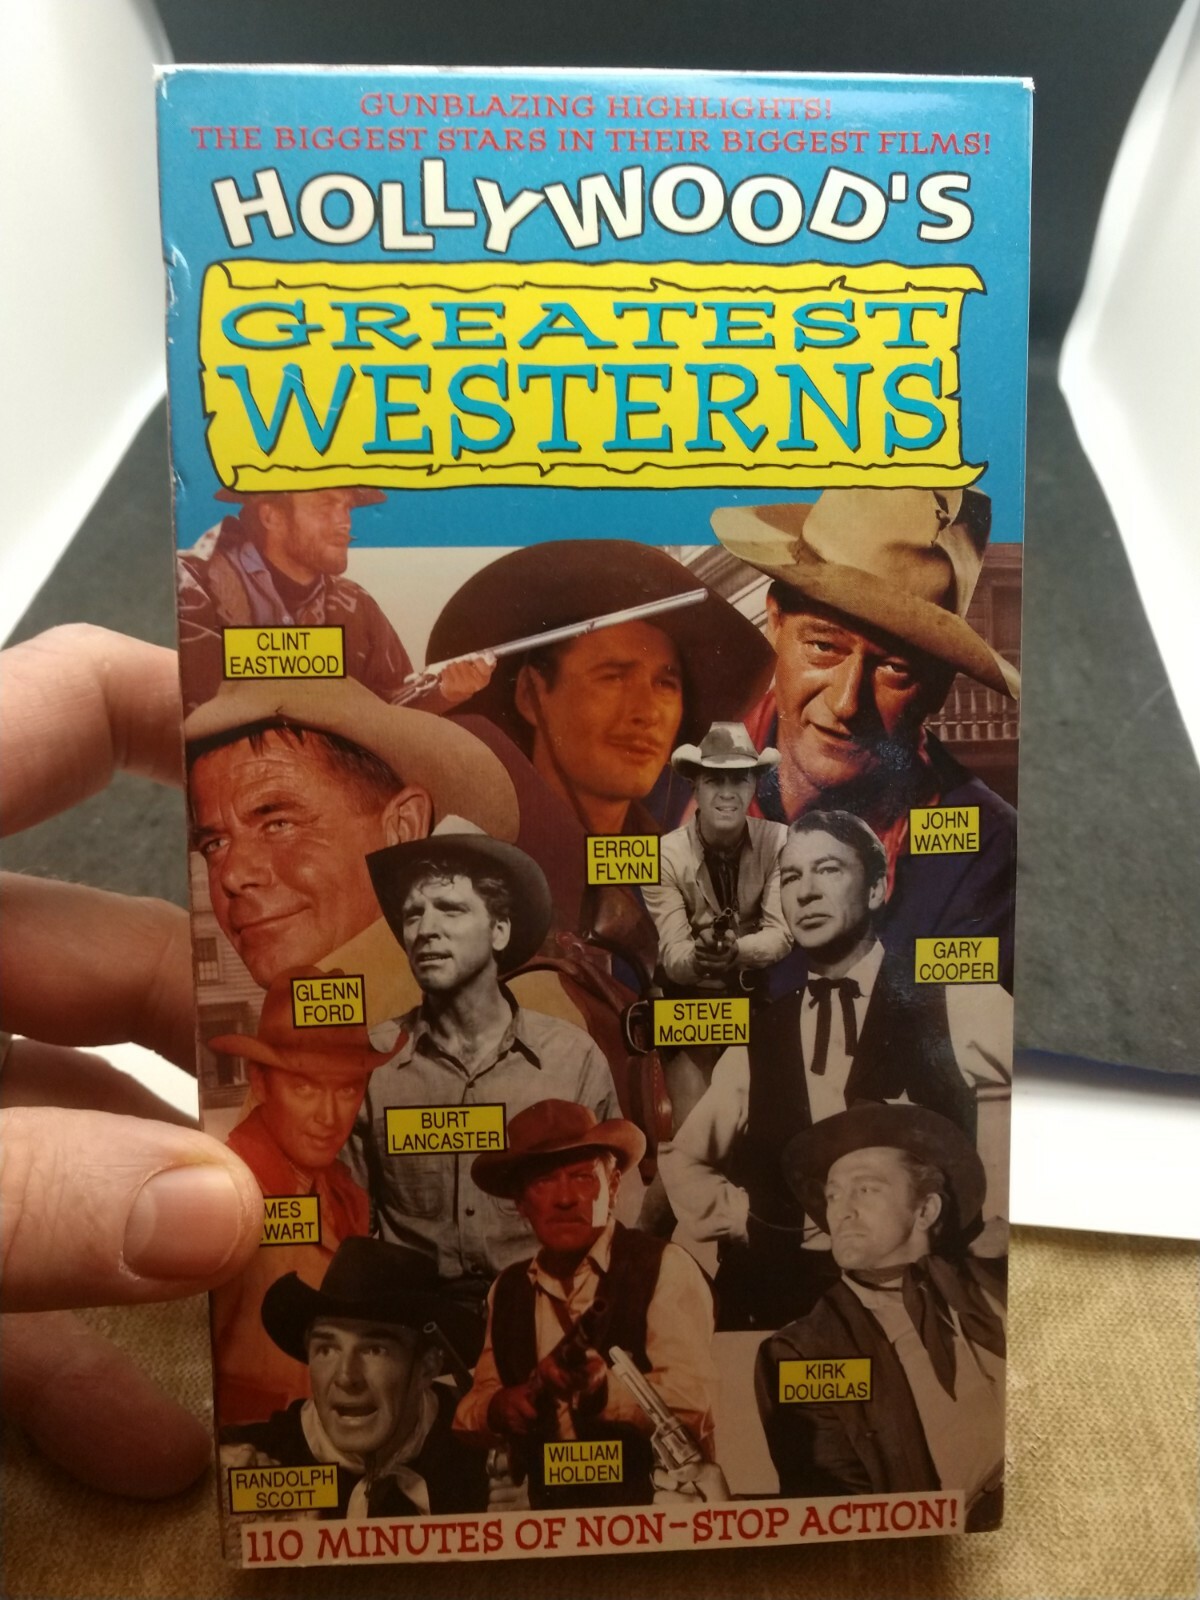 GUNBLAZING HIGHLIGHTS!
THE BIGGEST STARS IN THEIR BIGGEST FILMS!
HOLLYWOOD'S
GREATEST
WESTERNS
CLINT
EASTWOOD
JOHN
WAYNE
ERROL
FLYNN
GARY
COOPER
GLENN
FORD
STEVE
McQUEEN
BURT
LANCASTER
MES
WART
KIRK
DOUGLAS
WILLIAM
HOLDEN
RANDOLPH
SCOTT
110 MINUTES OF NON-STOP ACTION!